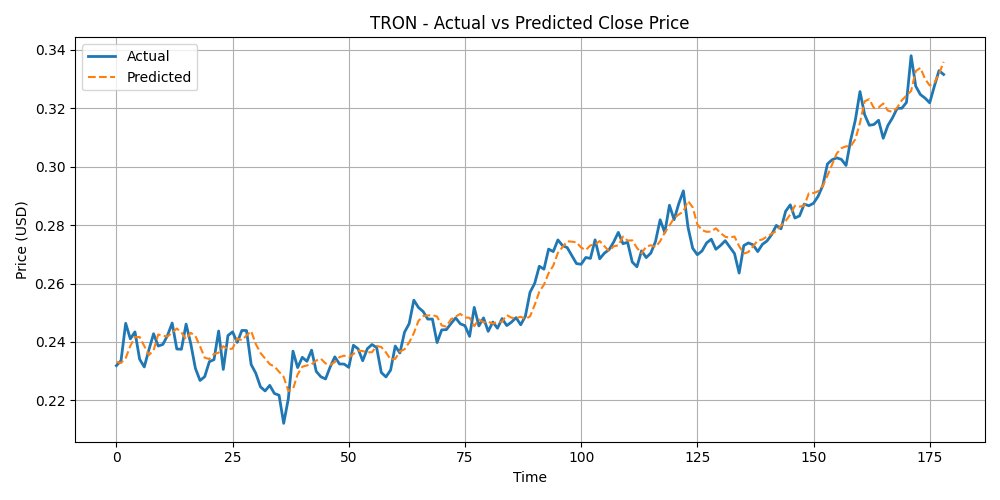 TRON - Actual vs Predicted Close Price
Actual
Predicted
0.34
0.32
0.30
0.28
0.26
0.24
0.22
Price (USD)
0 25 50 75 100 125 150 175
Time